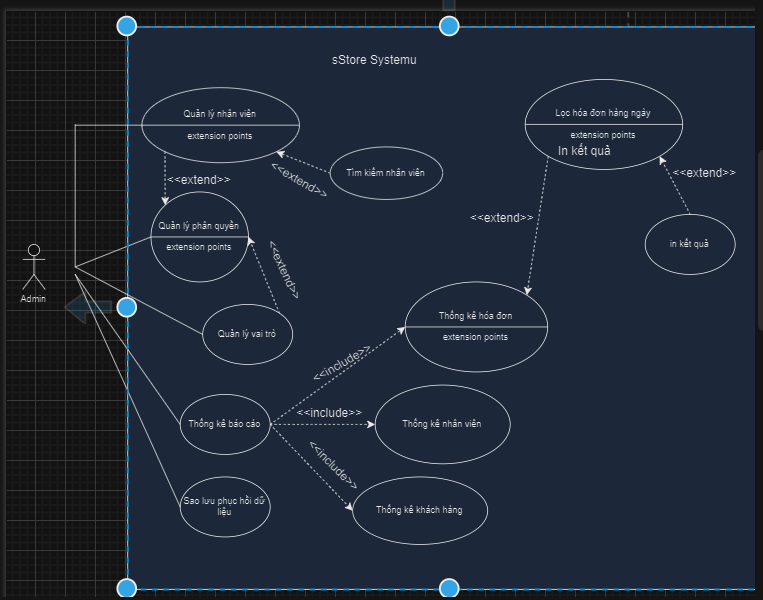 sStore Systemu
Quản lý nhân viên
extension points
Lọc hóa đơn hàng ngày
extension points
In kết quả
<<extend>>
<<extend>>
Tìm kiếm nhân viên
<<extend>>
Quản lý phân quyền
extension points
<<extend>>
<<extend>>
in kết quả
Admin
Quản lý vai trò
Thống kê hóa đơn
extension points
<<include>>
Thống kê báo cáo
<<include>>
Thống kê nhân viên
<<include>>
Sao lưu phục hồi dữ
liệu
Thống kê khách hàng